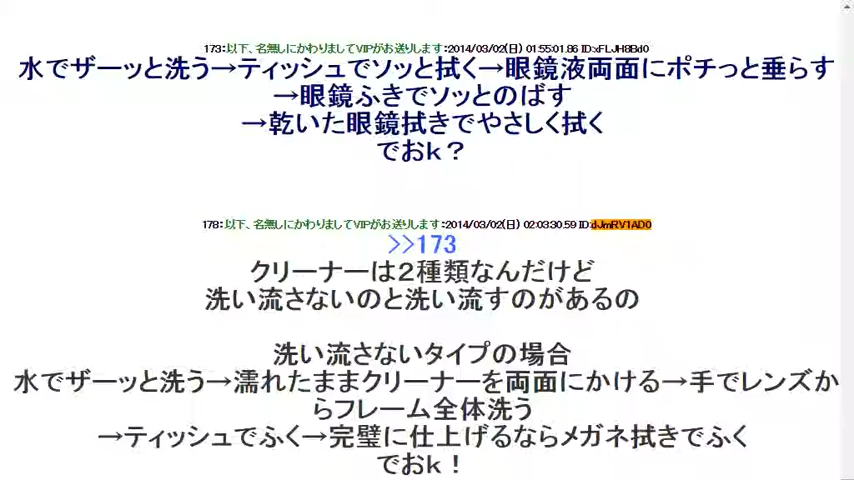 173:以下、名無しにかわりましてVIPがお送りします:2014/03/02(日) 01:55:01.86 ID:xFLJH8Bd0
水でザーッと洗う→ティッシュでソッと拭く→眼鏡液両面にポチっと垂らす
→眼鏡ふきでソッとのばす
→乾いた眼鏡拭きでやさしく拭く
でおｋ？
178:以下、名無しにかわりましてVIPがお送りします:2014/03/02(日) 02:03:30.59 ID:dJmRV1AD0
>>173
クリーナーは２種類なんだけど
洗い流さないのと洗い流すのがあるの
洗い流さないタイプの場合
水でザーッと洗う→濡れたままクリーナーを両面にかける→手でレンズか
らフレーム全体洗う
→ティッシュでふく→完璧に仕上げるならメガネ拭きでふく
でおｋ！